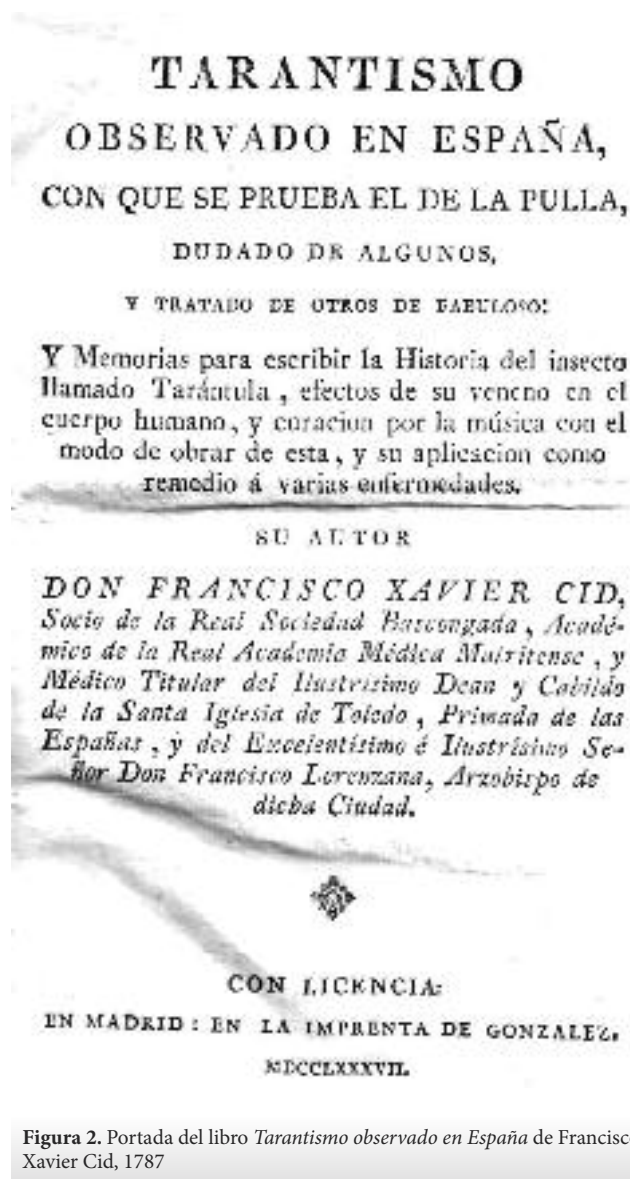 TARANTISMO
OBSERVADO EN ESPAÑA,
CON QUE SE PRUEBA EL DE LA PULLA,
DUDADO DE ALGUNOS,
Y TRATADO DE OTROS DE FABULOSO:
Y Memorias para escribir la Historia del insecto
llamado Tarántula, efectos de su veneno en el
cuerpo humano, y curacion por la música con el
modo de obrar de esta, y su aplicacion como
remedio á varias enfermedades.
SU AUTOR
DON FRANCISCO XAVIER CID,
Socio de la Real Sociedad Bascongada, Acadé-
mico de la Real Academia Médica Matritense, y
Médico Titular del Ilustrisimo Dean y Cabildo
de la Santa Iglesia de Toledo, Primada de las
Españas, y del Excelentísimo é Ilustrísimo Se-
ñor Don Francisco Lorenzana, Arzobispo de
dicha Ciudad.
CON LICENCIA:
EN MADRID: EN LA IMPRENTA DE GONZALEZ.
MDCCLXXXVII.
Figura 2. Portada del libro Tarantismo observado en España de Francisco
Xavier Cid, 1787